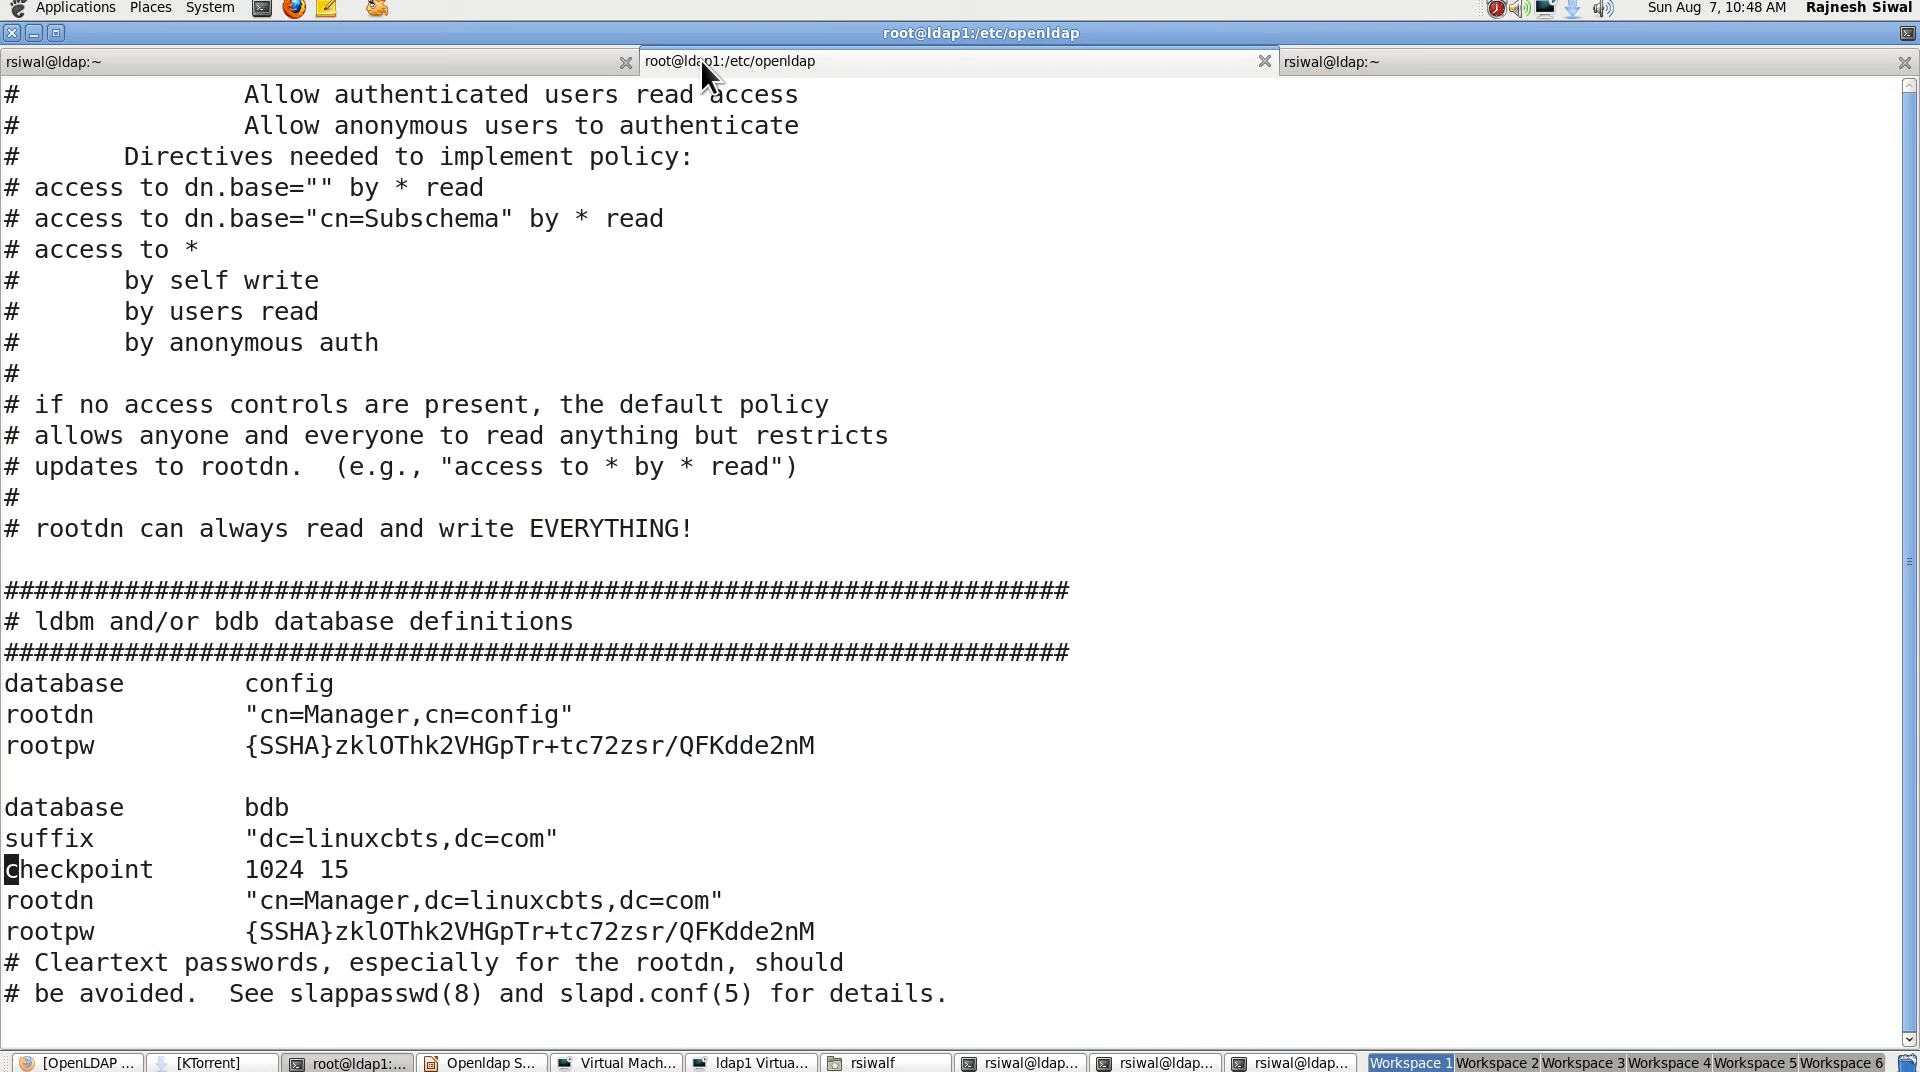 Applications Places System Sun Aug 7, 10:48 AM Rajnesh Siwal
root@ldap1:/etc/openldap
rsiwal@ldap:~ root@ldap1:/etc/openldap rsiwal@ldap:~
#               Allow authenticated users read access
#               Allow anonymous users to authenticate
#       Directives needed to implement policy:
# access to dn.base="" by * read
# access to dn.base="cn=Subschema" by * read
# access to *
#       by self write
#       by users read
#       by anonymous auth
#
# if no access controls are present, the default policy
# allows anyone and everyone to read anything but restricts
# updates to rootdn.  (e.g., "access to * by * read")
#
# rootdn can always read and write EVERYTHING!
#######################################################################
# ldbm and/or bdb database definitions
#######################################################################
database        config
rootdn          "cn=Manager,cn=config"
rootpw          {SSHA}zklOThk2VHGpTr+tc72zsr/QFKdde2nM
database        bdb
suffix          "dc=linuxcbts,dc=com"
checkpoint      1024 15
rootdn          "cn=Manager,dc=linuxcbts,dc=com"
rootpw          {SSHA}zklOThk2VHGpTr+tc72zsr/QFKdde2nM
# Cleartext passwords, especially for the rootdn, should
# be avoided.  See slappasswd(8) and slapd.conf(5) for details.
[OpenLDAP ... [KTorrent] root@ldap1:... Openldap S... Virtual Mach... ldap1 Virtua... rsiwalf rsiwal@ldap... rsiwal@ldap... rsiwal@ldap... Workspace 1 Workspace 2 Workspace 3 Workspace 4 Workspace 5 Workspace 6